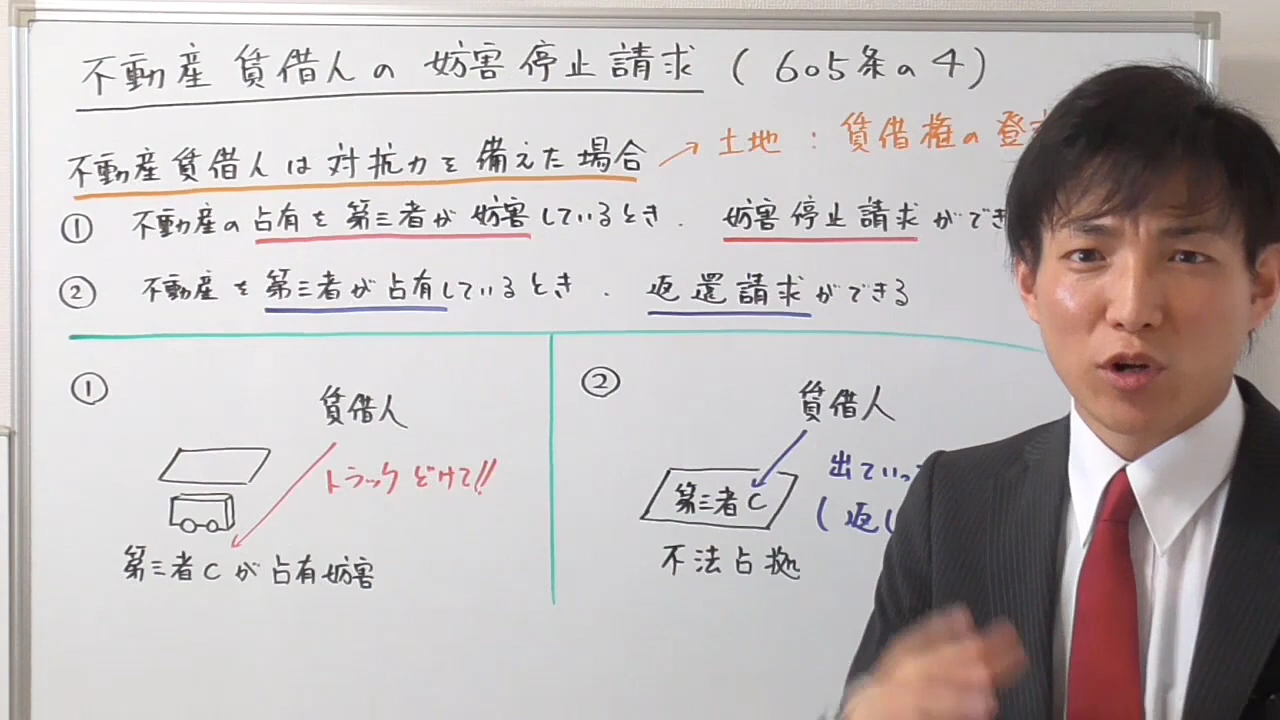 不動産賃借人の妨害停止請求(605条の4)
不動産賃借人は対抗力を備えた場合 → 土地：賃借権の登
① 不動産の占有を第三者が妨害しているとき. 妨害停止請求ができ
② 不動産を第三者が占有しているとき. 返還請求ができる
①
賃借人
トラックどけて!!
第三者Cが占有妨害
②
賃借人
出ていっ
第三者C
(返し
不法占拠